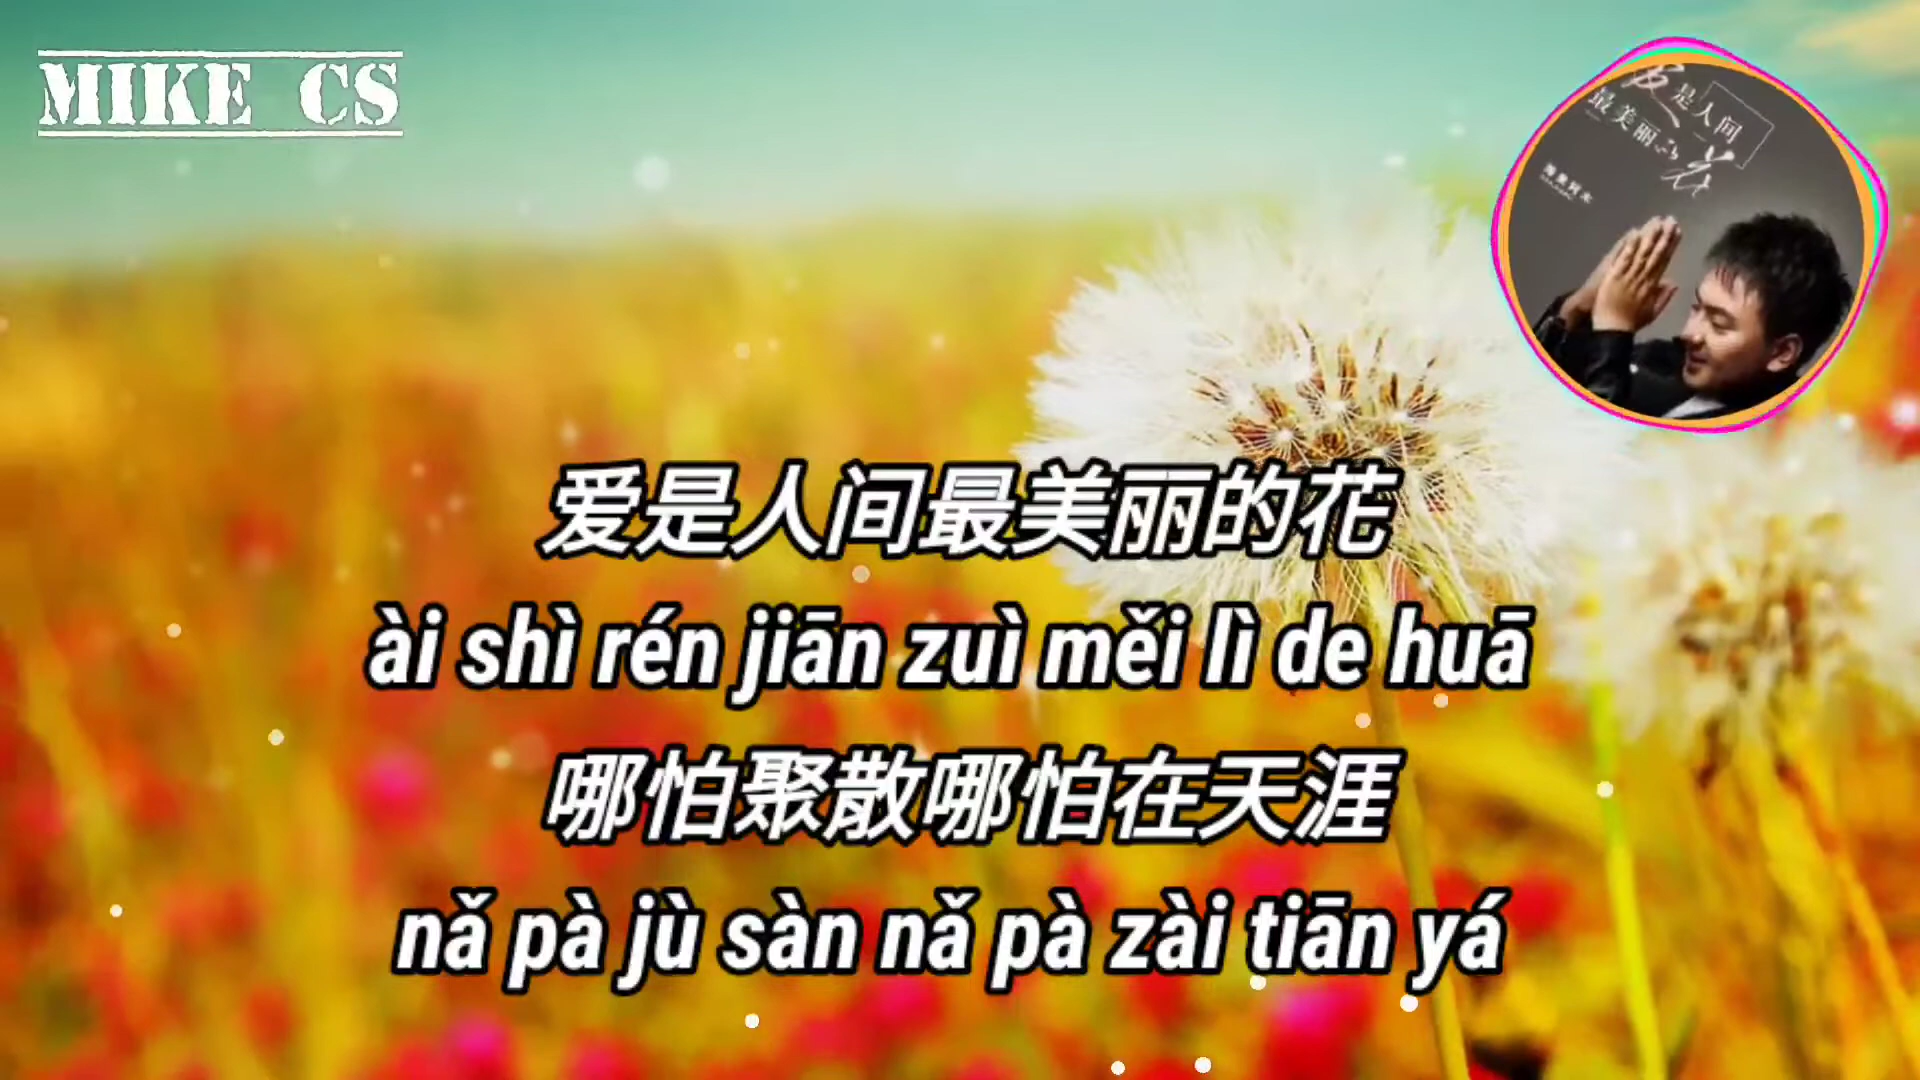 MIKE CS
是人间
最美丽的
花
爱是人间最美丽的花
ài shì rén jiān zuì měi lì de huā
哪怕聚散哪怕在天涯
nǎ pà jù sàn nǎ pà zài tiān yá